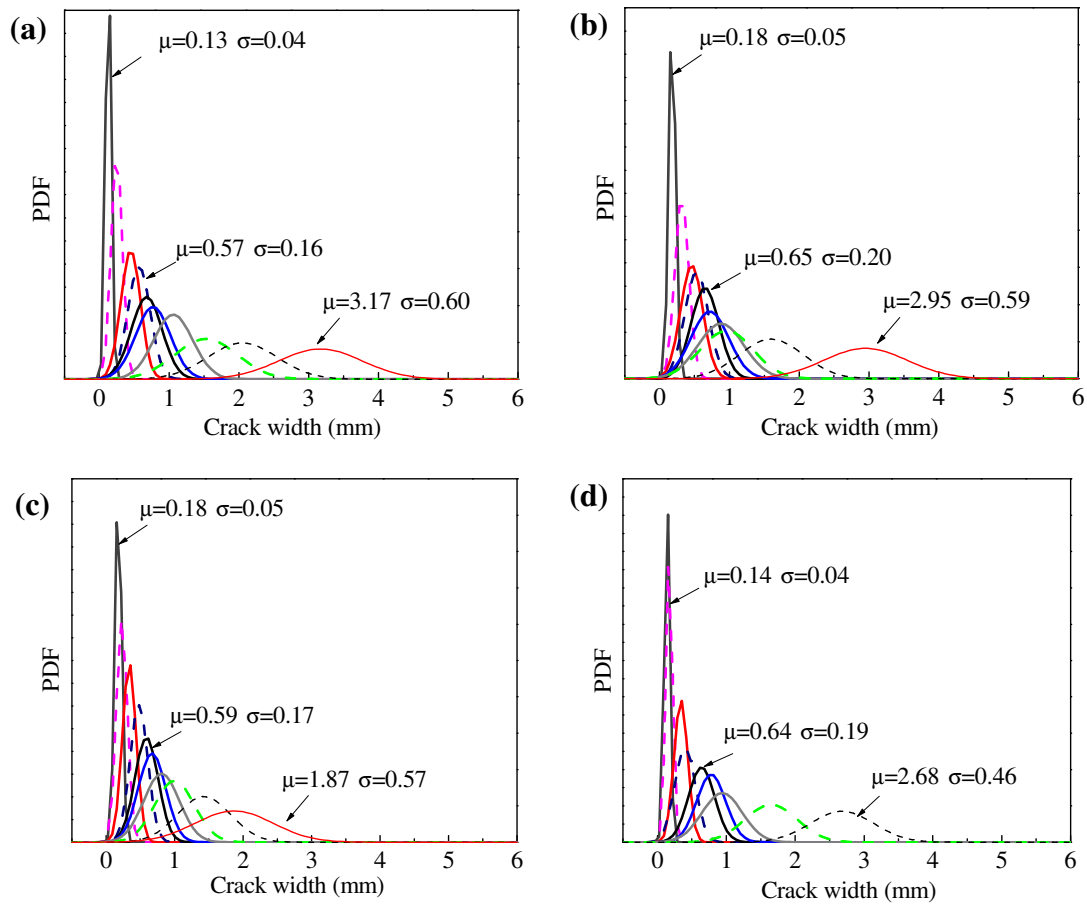 (a)
μ=0.13 σ=0.04
μ=0.57 σ=0.16
μ=3.17 σ=0.60
PDF
0 1 2 3 4 5 6
Crack width (mm)
(b)
μ=0.18 σ=0.05
μ=0.65 σ=0.20
μ=2.95 σ=0.59
PDF
0 1 2 3 4 5 6
Crack width (mm)
(c)
μ=0.18 σ=0.05
μ=0.59 σ=0.17
μ=1.87 σ=0.57
PDF
0 1 2 3 4 5 6
Crack width (mm)
(d)
μ=0.14 σ=0.04
μ=0.64 σ=0.19
μ=2.68 σ=0.46
PDF
0 1 2 3 4 5 6
Crack width (mm)